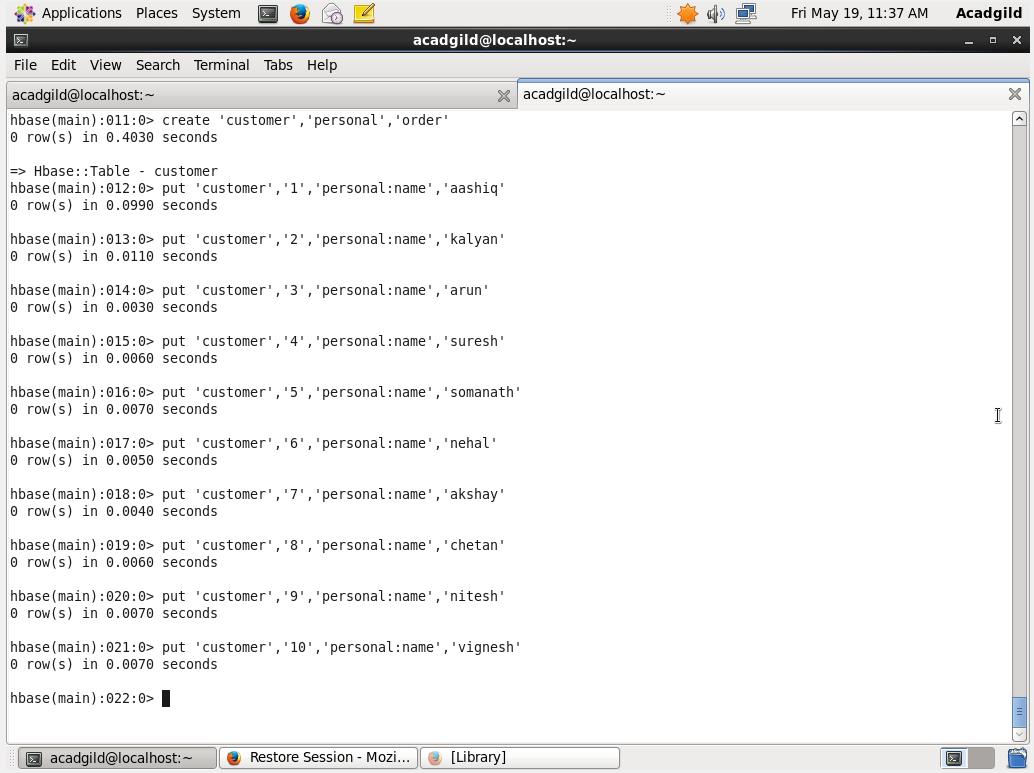 Applications Places System Fri May 19, 11:37 AM Acadgild
acadgild@localhost:~
File Edit View Search Terminal Tabs Help
acadgild@localhost:~ acadgild@localhost:~
hbase(main):011:0> create 'customer','personal','order'
0 row(s) in 0.4030 seconds
=> Hbase::Table - customer
hbase(main):012:0> put 'customer','1','personal:name','aashiq'
0 row(s) in 0.0990 seconds
hbase(main):013:0> put 'customer','2','personal:name','kalyan'
0 row(s) in 0.0110 seconds
hbase(main):014:0> put 'customer','3','personal:name','arun'
0 row(s) in 0.0030 seconds
hbase(main):015:0> put 'customer','4','personal:name','suresh'
0 row(s) in 0.0060 seconds
hbase(main):016:0> put 'customer','5','personal:name','somanath'
0 row(s) in 0.0070 seconds
hbase(main):017:0> put 'customer','6','personal:name','nehal'
0 row(s) in 0.0050 seconds
hbase(main):018:0> put 'customer','7','personal:name','akshay'
0 row(s) in 0.0040 seconds
hbase(main):019:0> put 'customer','8','personal:name','chetan'
0 row(s) in 0.0060 seconds
hbase(main):020:0> put 'customer','9','personal:name','nitesh'
0 row(s) in 0.0070 seconds
hbase(main):021:0> put 'customer','10','personal:name','vignesh'
0 row(s) in 0.0070 seconds
hbase(main):022:0>
acadgild@localhost:~ Restore Session - Mozi... [Library]